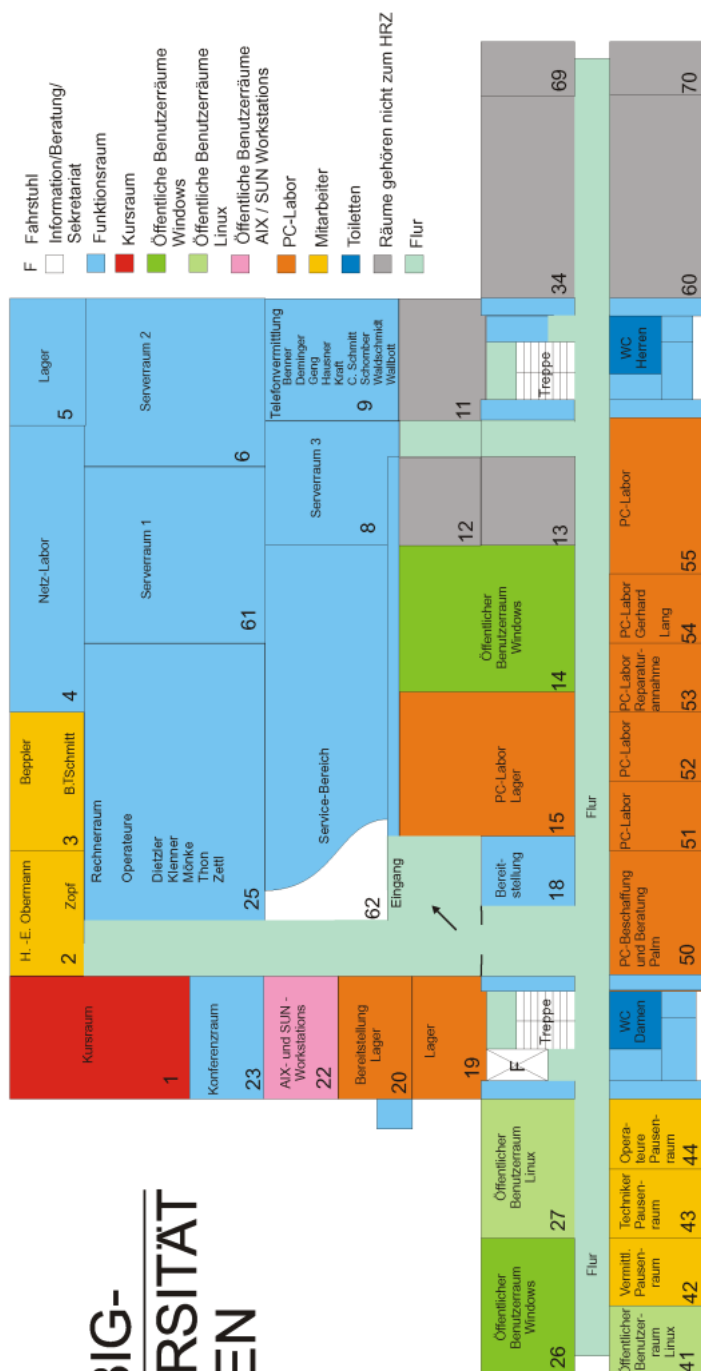 BIG-
RSITÄT
EN
F Fahrstuhl
Information/Beratung/
Sekretariat
Funktionsraum
Kursraum
Öffentliche Benutzerräume
Windows
Öffentliche Benutzerräume
Linux
Öffentliche Benutzerräume
AIX / SUN Workstations
PC-Labor
Mitarbeiter
Toiletten
Räume gehören nicht zum HRZ
Flur
H. -E. Obermann
Zopf
2
Beppler
B.TSchmitt
3
Netz-Labor
4
Lager
5
Kursraum
1
Rechnerraum
Operateure
Dietzler
Klenner
Mönke
Thon
Zettl
25
Serverraum 1
61
Serverraum 2
6
Konferenzraum
23
Service-Bereich
62
Serverraum 3
8
Telefonvermittlung
Benner
Deminger
Geng
Hausner
Kraft
C. Schmitt
Schomber
Waldschmidt
Wallbott
9
AIX- und SUN -
Workstations
22
Bereitstellung
Lager
20
Lager
19
Eingang
PC-Labor
Lager
15
Öffentlicher
Benutzerraum
Windows
14
12
11
Öffentlicher
Benutzerraum
Windows
26
Öffentlicher
Benutzerraum
Linux
27
F
Treppe
Bereit-
stellung
18
13
Treppe
34
69
Flur
Flur
Öffentlicher
Benutzer-
raum
Linux
41
Vermittl.
Pausen-
raum
42
Techniker
Pausen-
raum
43
Opera-
teure
Pausen-
raum
44
WC
Damen
PC-Beschaffung
und Beratung
Palm
50
PC-Labor
51
PC-Labor
52
PC-Labor
Reparatur-
annahme
53
PC-Labor
Gerhard
Lang
54
PC-Labor
55
WC
Herren
60
70